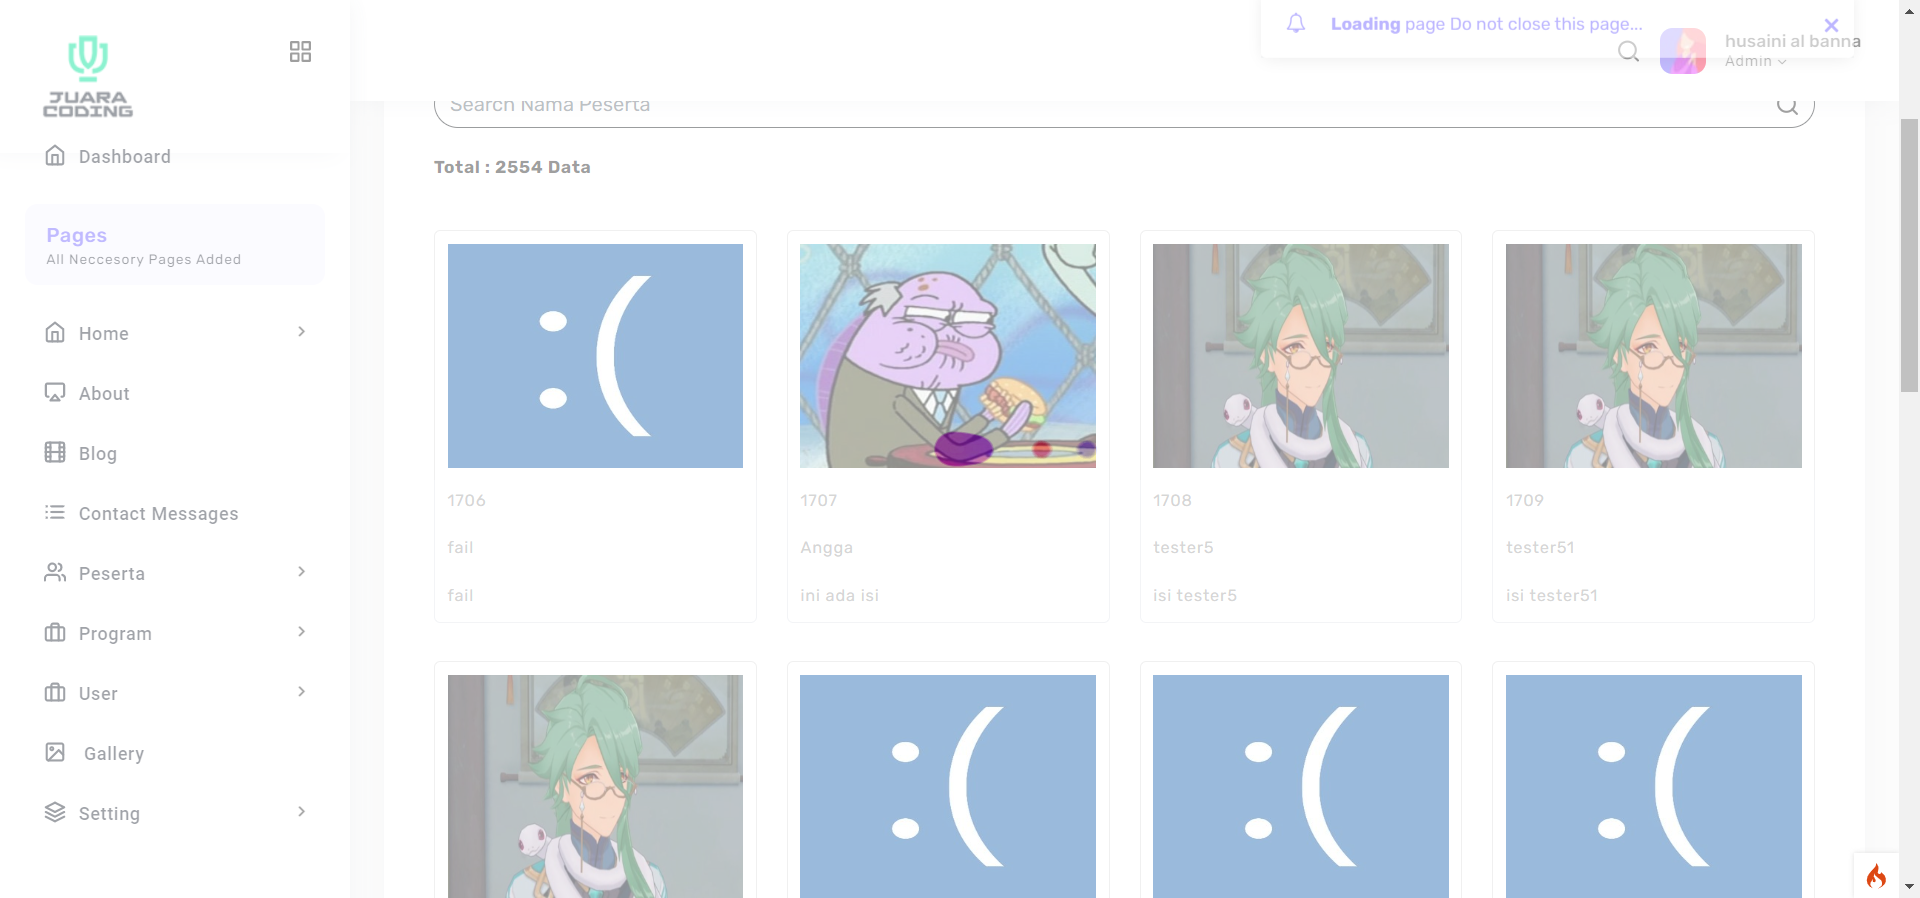 Loading page Do not close this page...
husaini al banna
Admin
JUARA
CODING
Dashboard
Pages
All Neccesory Pages Added
Home
About
Blog
Contact Messages
Peserta
Program
User
Gallery
Setting
Search Nama Peserta
Total : 2554 Data
:(
1706
fail
fail
1707
Angga
ini ada isi
1708
tester5
isi tester5
1709
tester51
isi tester51
:(
:(
:(